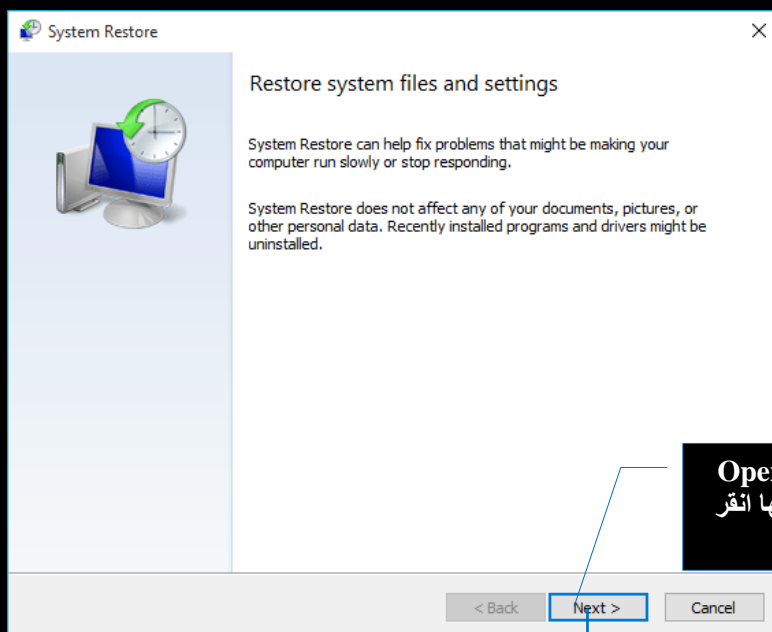 System Restore
Restore system files and settings
System Restore can help fix problems that might be making your
computer run slowly or stop responding.
System Restore does not affect any of your documents, pictures, or
other personal data. Recently installed programs and drivers might be
uninstalled.
انقر
< Back
Next >
Cancel